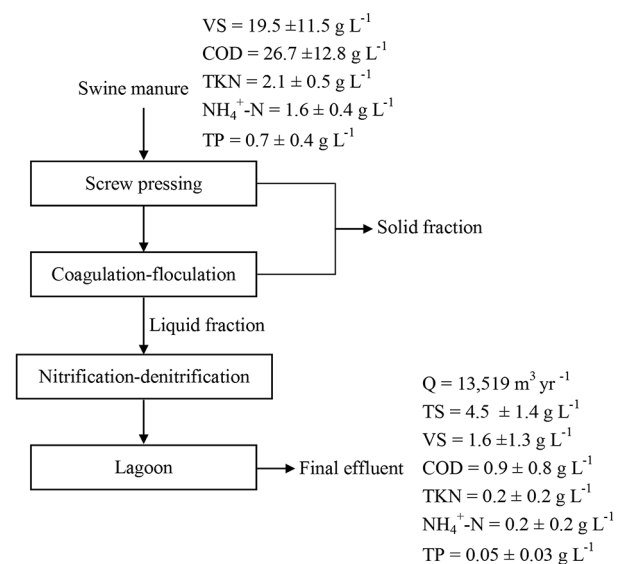 VS = 19.5 ±11.5 g L⁻¹
COD = 26.7 ±12.8 g L⁻¹
TKN = 2.1 ± 0.5 g L⁻¹
Swine manure
NH₄⁺-N = 1.6 ± 0.4 g L⁻¹
TP = 0.7 ± 0.4 g L⁻¹
Screw pressing
Solid fraction
Coagulation-floculation
Liquid fraction
Nitrification-denitrification
Q = 13,519 m³ yr ⁻¹
TS = 4.5 ± 1.4 g L⁻¹
VS = 1.6 ±1.3 g L⁻¹
Lagoon
Final effluent
COD = 0.9 ± 0.8 g L⁻¹
TKN = 0.2 ± 0.2 g L⁻¹
NH₄⁺-N = 0.2 ± 0.2 g L⁻¹
TP = 0.05 ± 0.03 g L⁻¹